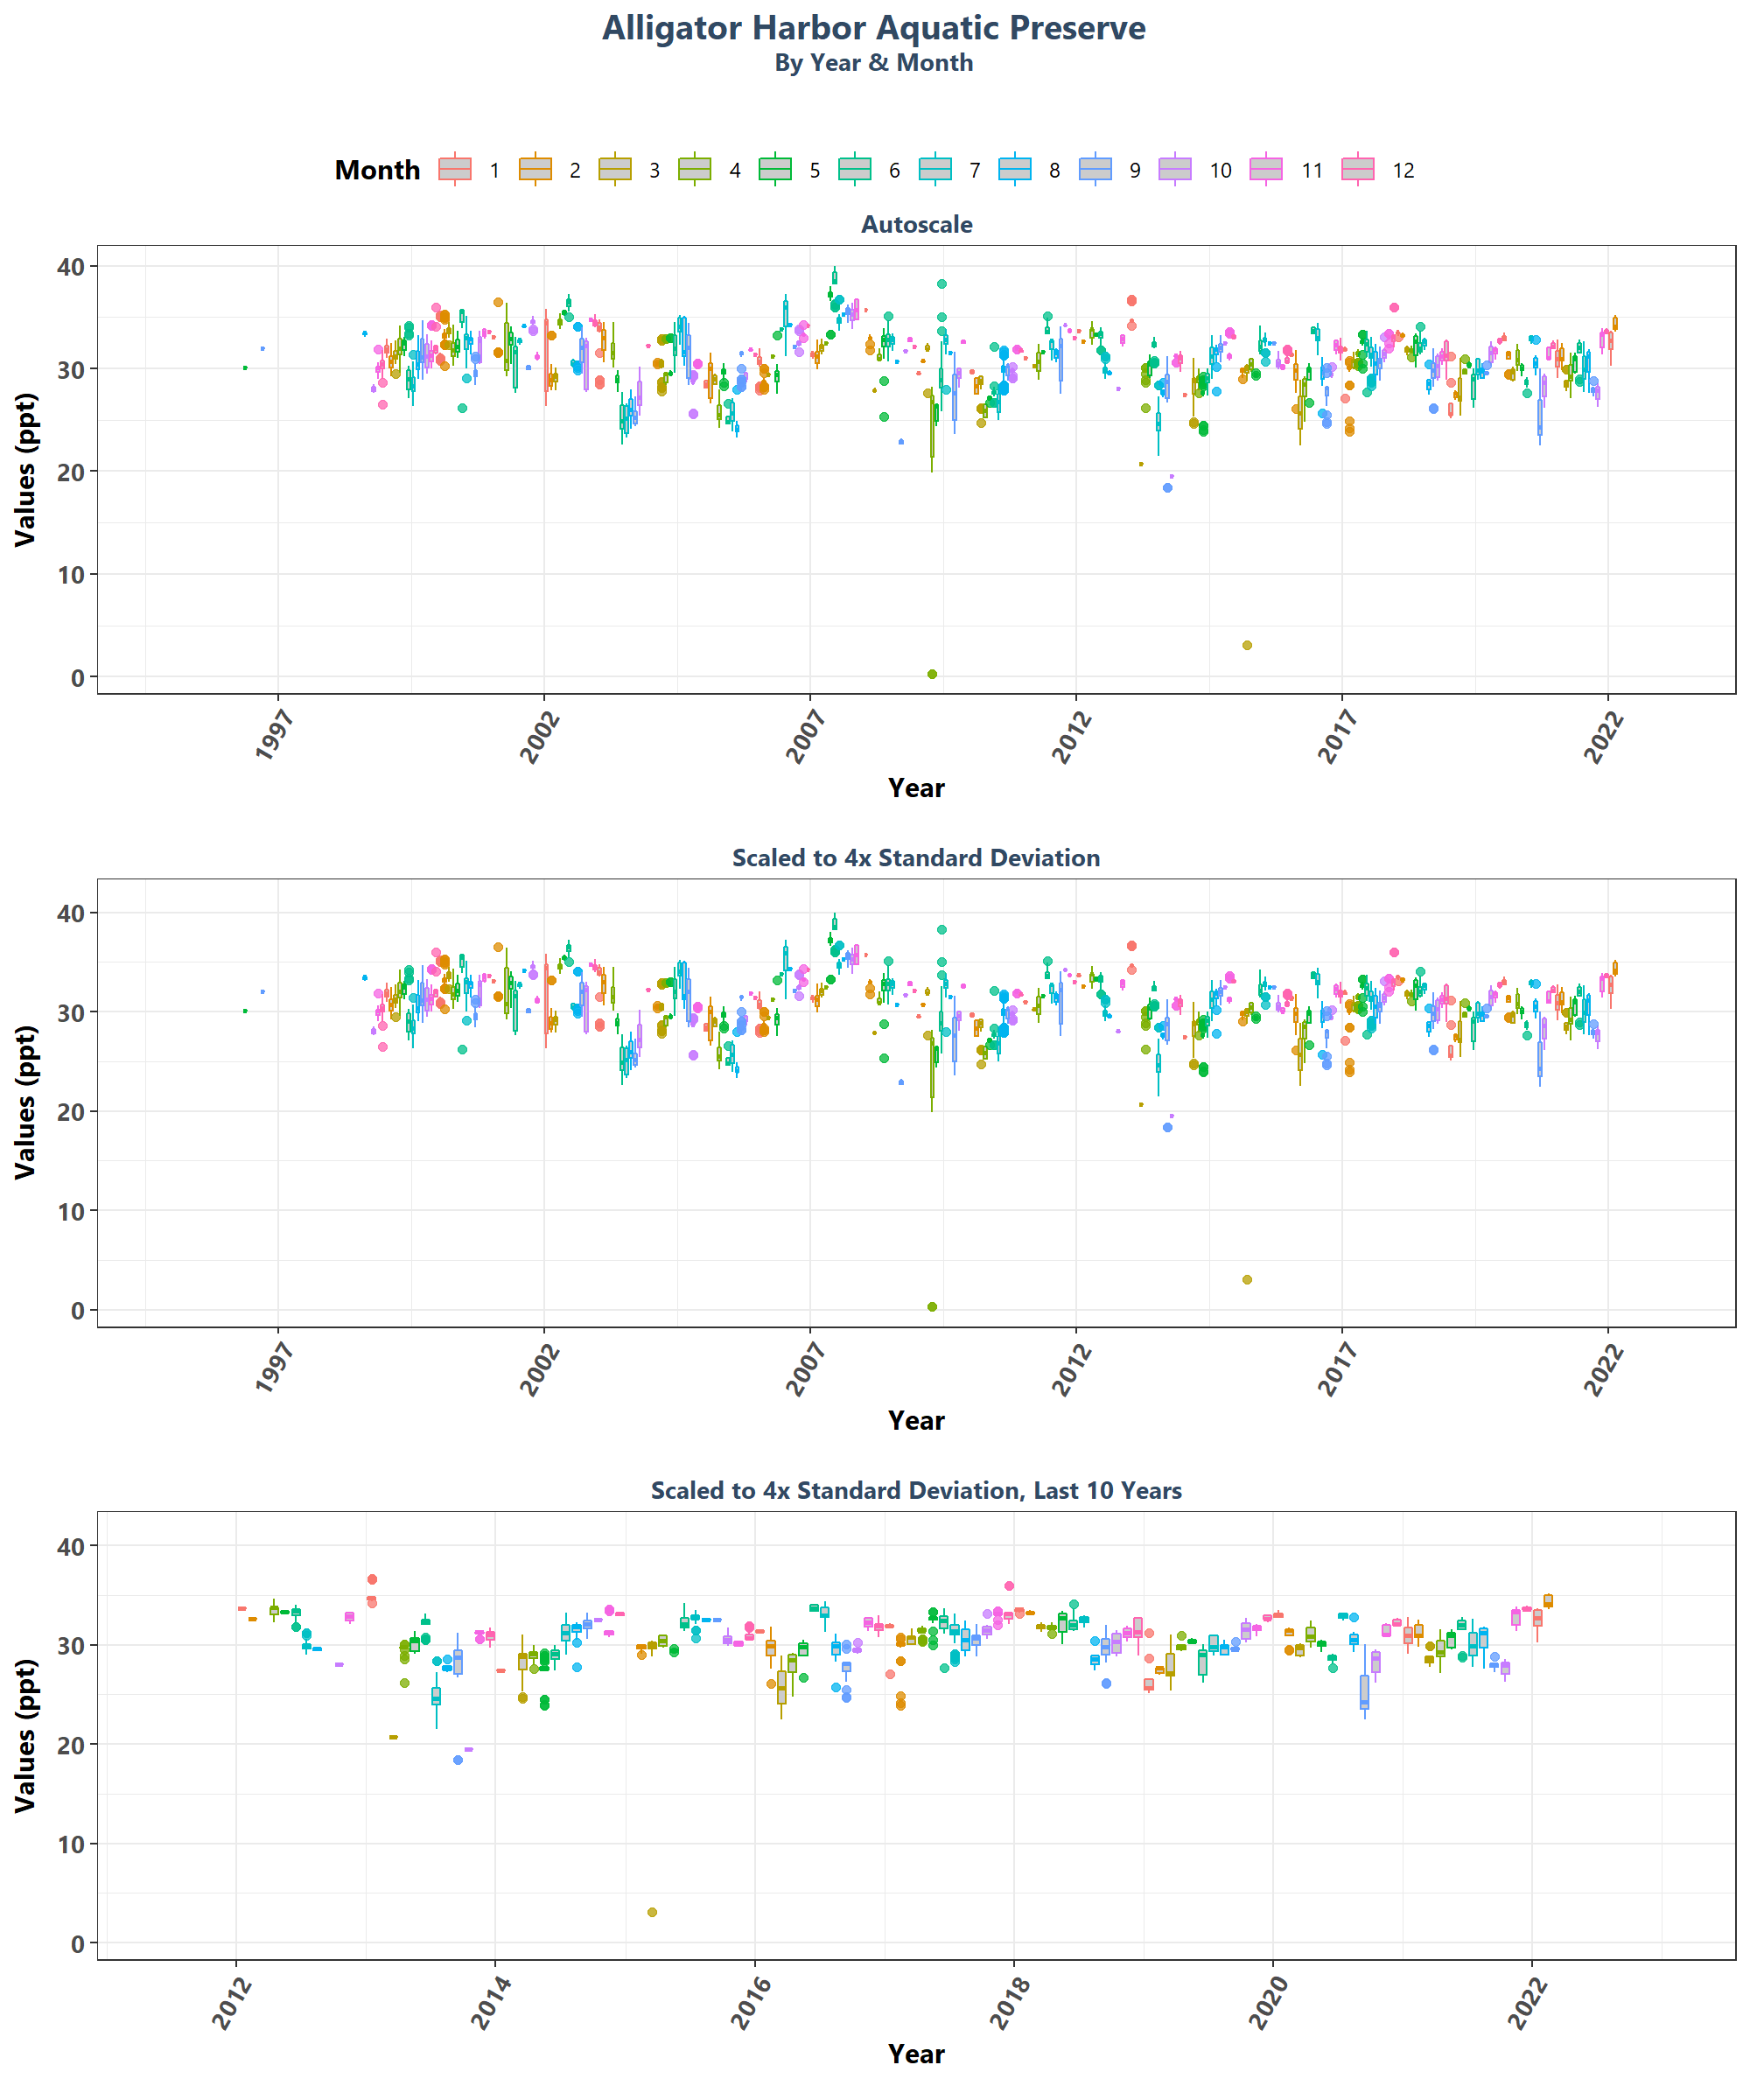 Alligator Harbor Aquatic Preserve
By Year & Month
Month 1 2 3 4 5 6 7 8 9 10 11 12
Autoscale
Values (ppt)
40
30
20
10
0
1997 2002 2007 2012 2017 2022
Year
Scaled to 4x Standard Deviation
Values (ppt)
40
30
20
10
0
1997 2002 2007 2012 2017 2022
Year
Scaled to 4x Standard Deviation, Last 10 Years
Values (ppt)
40
30
20
10
0
2012 2014 2016 2018 2020 2022
Year